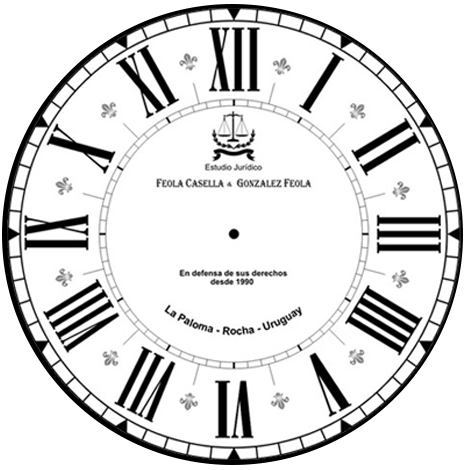 XII
I
II
III
IIII
V
VI
VII
VIII
IX
X
XI
Estudio Jurídico
FEOLA CASELLA & GONZALEZ FEOLA
En defensa de sus derechos
desde 1990
La Paloma - Rocha - Uruguay